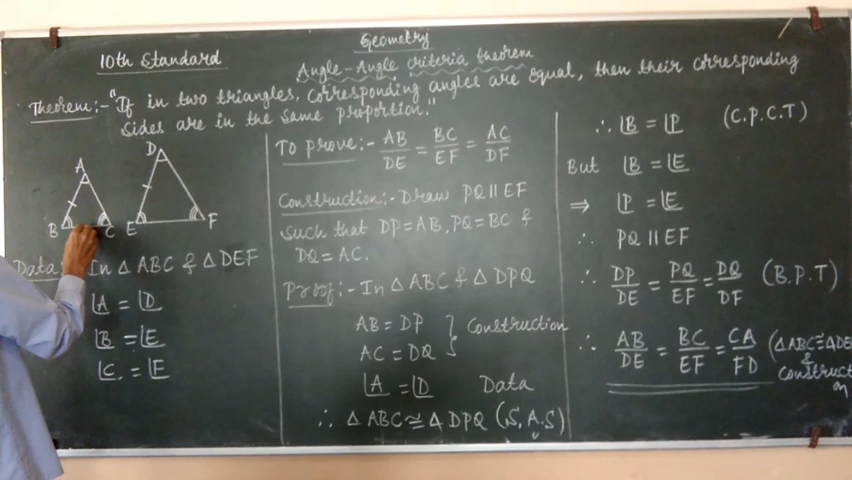 Geometry
10th Standard
Angle-Angle criteria theorem
Theorem:- "If in two triangles, corresponding angles are equal, then their corresponding
sides are in the same proportion."
A
B C
D
E F
Data: In △ ABC & △ DEF
∠A = ∠D
∠B = ∠E
∠C = ∠E
To prove:- AB/DE = BC/EF = AC/DF
Construction:- Draw PQ ∥ EF
such that DP=AB, PQ=BC &
DQ = AC.
Proof:- In △ ABC & △ DPQ
AB = DP } Construction
AC = DQ
∠A = ∠D Data
∴ △ ABC ≅ △ DPQ (S.A.S)
∴ ∠B = ∠P (C.P.C.T)
But ∠B = ∠E
⇒ ∠P = ∠E
∴ PQ ∥ EF
∴ DP/DE = PQ/EF = DQ/DF (B.P.T)
∴ AB/DE = BC/EF = CA/FD (△ABC≅△DE
&
Construct
on